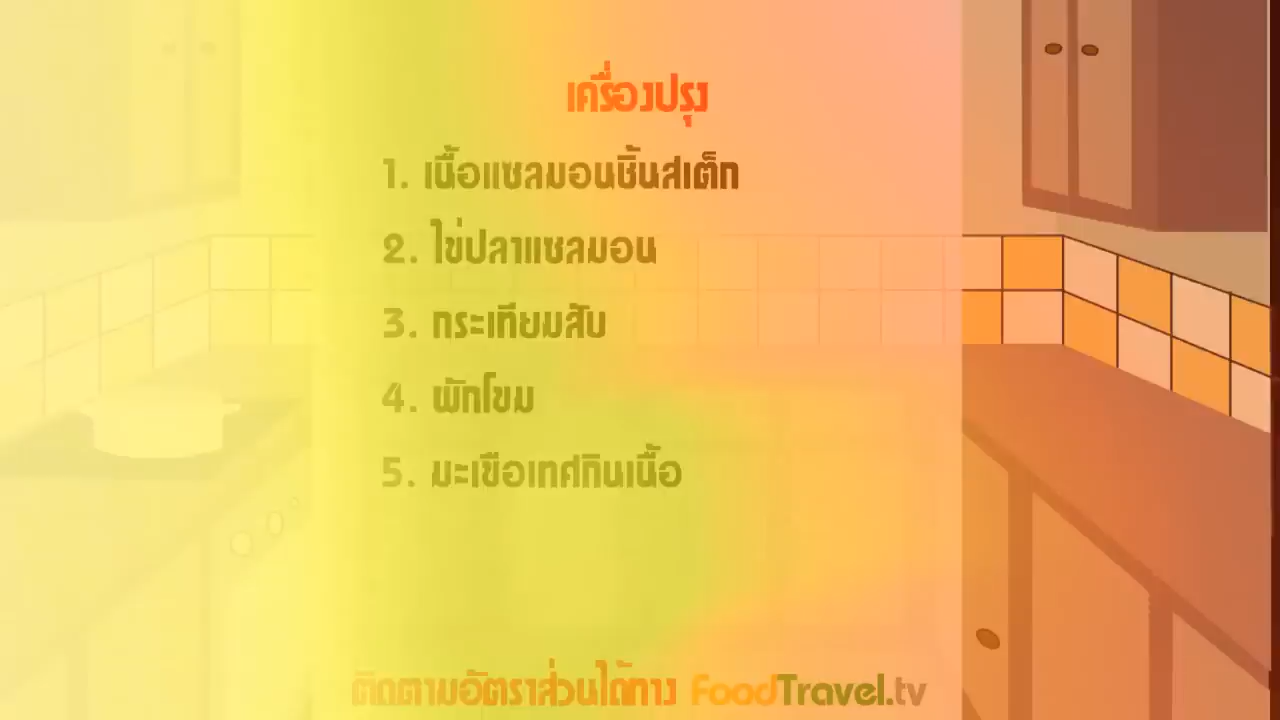 เครื่องปรุง
1. เนื้อแซลมอนชิ้นสเต็ก
2. ไข่ปลาแซลมอน
3. กระเทียมสับ
4. ผักโขม
5. มะเขือเทศกินเนื้อ
ติดตามอัตราส่วนได้ทาง FoodTravel.tv